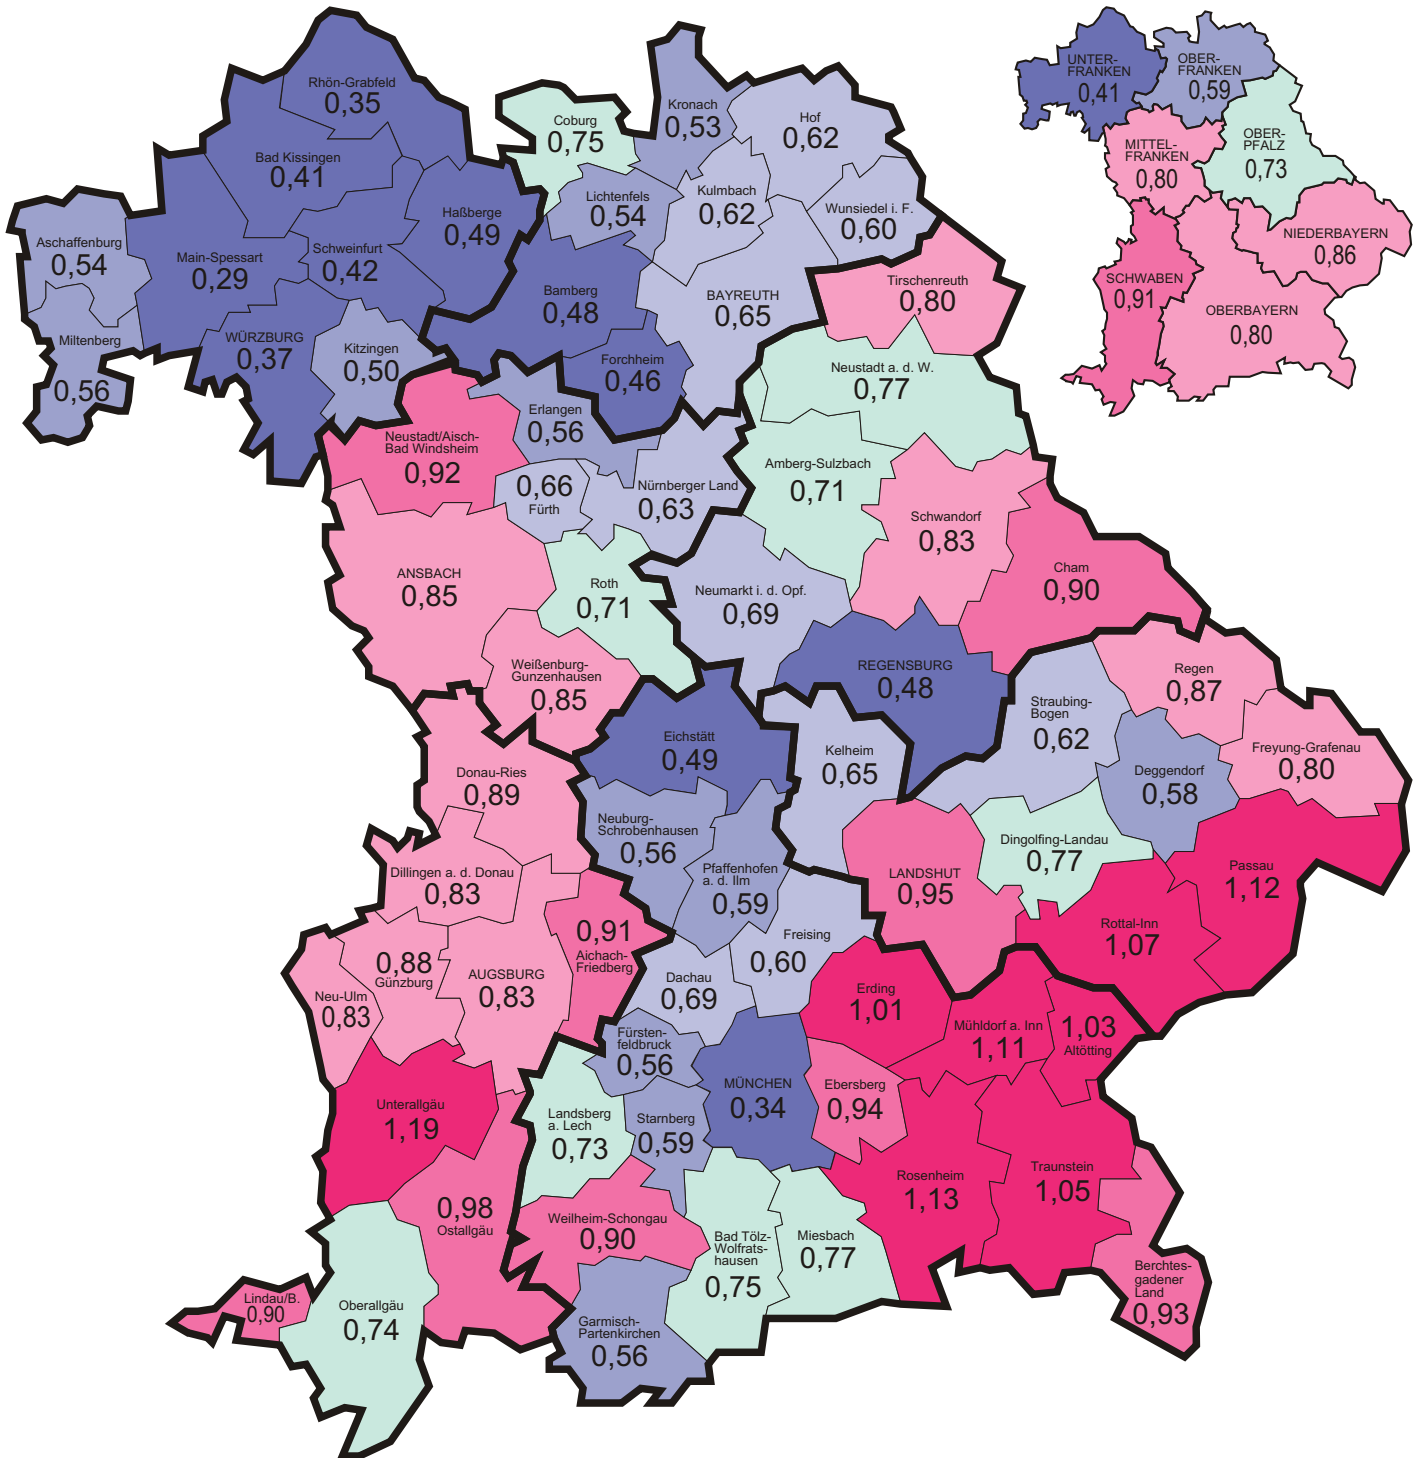 Rhön-Grabfeld
0,35
Bad Kissingen
0,41
Haßberge
0,49
Aschaffenburg
0,54
Main-Spessart
0,29
Schweinfurt
0,42
Miltenberg
0,56
WÜRZBURG
0,37
Kitzingen
0,50
Coburg
0,75
Kronach
0,53
Hof
0,62
Lichtenfels
0,54
Kulmbach
0,62
Wunsiedel i. F.
0,60
Bamberg
0,48
BAYREUTH
0,65
Forchheim
0,46
Tirschenreuth
0,80
Neustadt a. d. W.
0,77
Erlangen
0,56
Neustadt/Aisch-
Bad Windsheim
0,92
0,66
Fürth
Nürnberger Land
0,63
Amberg-Sulzbach
0,71
Schwandorf
0,83
Cham
0,90
ANSBACH
0,85
Roth
0,71
Neumarkt i. d. Opf.
0,69
Weißenburg-
Gunzenhausen
0,85
REGENSBURG
0,48
Regen
0,87
Straubing-
Bogen
0,62
Eichstätt
0,49
Kelheim
0,65
Freyung-Grafenau
0,80
Deggendorf
0,58
Donau-Ries
0,89
Neuburg-
Schrobenhausen
0,56
Dingolfing-Landau
0,77
Pfaffenhofen
a. d. Ilm
0,59
LANDSHUT
0,95
Passau
1,12
Dillingen a. d. Donau
0,83
Rottal-Inn
1,07
0,91
Aichach-
Friedberg
Freising
0,60
0,88
Günzburg
AUGSBURG
0,83
Dachau
0,69
Neu-Ulm
0,83
Erding
1,01
Mühldorf a. Inn
1,11
1,03
Altötting
Fürsten-
feldbruck
0,56
MÜNCHEN
0,34
Ebersberg
0,94
Unterallgäu
1,19
Landsberg
a. Lech
0,73
Starnberg
0,59
Rosenheim
1,13
Traunstein
1,05
0,98
Ostallgäu
Weilheim-Schongau
0,90
Bad Tölz-
Wolfrats-
hausen
0,75
Miesbach
0,77
Berchtes-
gadener
Land
0,93
Lindau/B.
0,90
Oberallgäu
0,74
Garmisch-
Partenkirchen
0,56
UNTER-
FRANKEN
0,41
OBER-
FRANKEN
0,59
MITTEL-
FRANKEN
0,80
OBER-
PFALZ
0,73
NIEDERBAYERN
0,86
SCHWABEN
0,91
OBERBAYERN
0,80